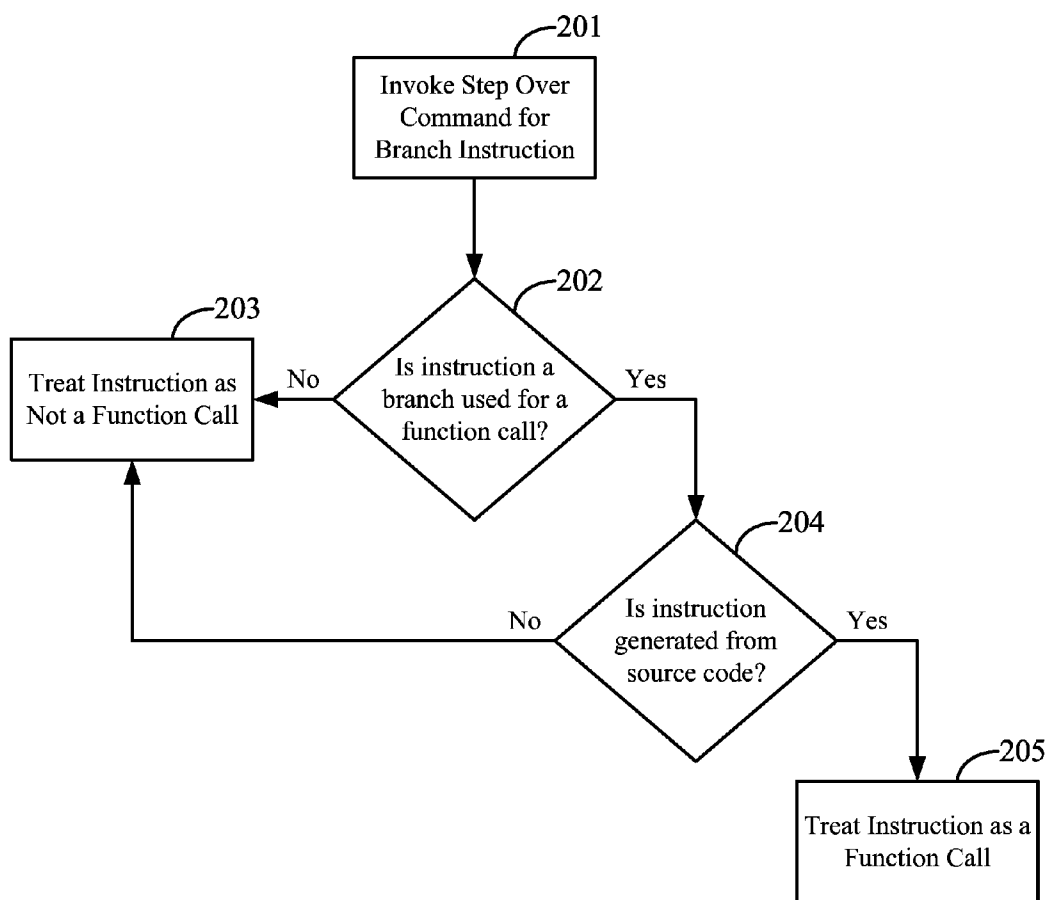 201
Invoke Step Over
Command for
Branch Instruction
202
Is instruction a
branch used for a
function call?
No
Yes
203
Treat Instruction as
Not a Function Call
204
Is instruction
generated from
source code?
No
Yes
205
Treat Instruction as a
Function Call